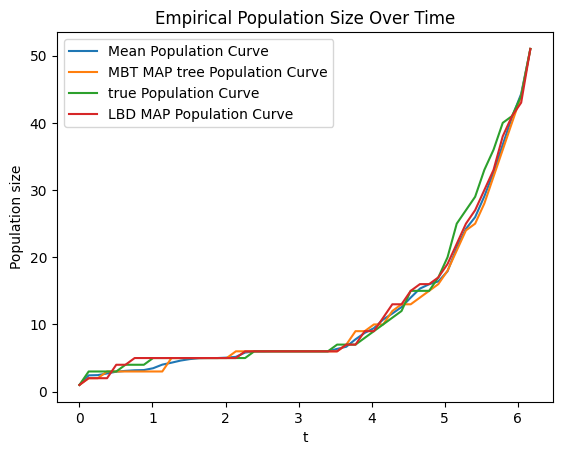 Empirical Population Size Over Time
Mean Population Curve
MBT MAP tree Population Curve
true Population Curve
LBD MAP Population Curve
50
40
30
20
10
0
Population size
0 1 2 3 4 5 6
t